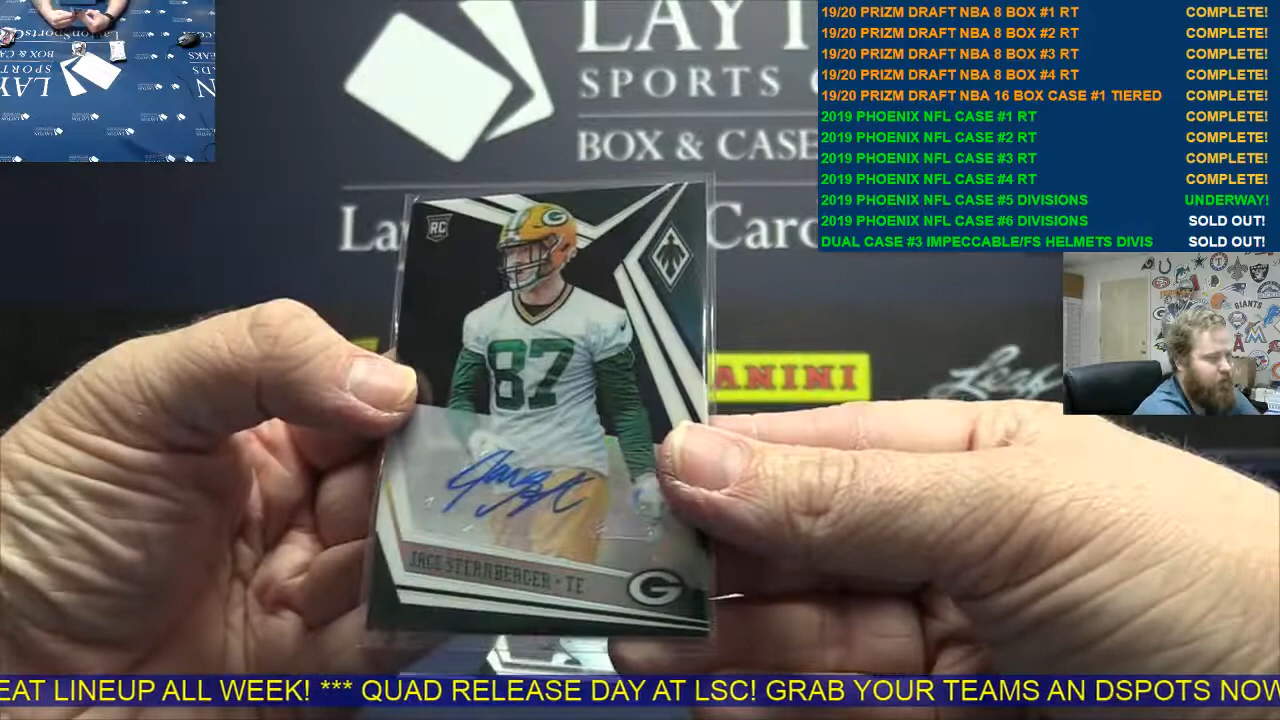 LAYT
SPORTS C
BOX & CASE
La
Card
19/20 PRIZM DRAFT NBA 8 BOX #1 RT COMPLETE!
19/20 PRIZM DRAFT NBA 8 BOX #2 RT COMPLETE!
19/20 PRIZM DRAFT NBA 8 BOX #3 RT COMPLETE!
19/20 PRIZM DRAFT NBA 8 BOX #4 RT COMPLETE!
19/20 PRIZM DRAFT NBA 16 BOX CASE #1 TIERED COMPLETE!
2019 PHOENIX NFL CASE #1 RT COMPLETE!
2019 PHOENIX NFL CASE #2 RT COMPLETE!
2019 PHOENIX NFL CASE #3 RT COMPLETE!
2019 PHOENIX NFL CASE #4 RT COMPLETE!
2019 PHOENIX NFL CASE #5 DIVISIONS UNDERWAY!
2019 PHOENIX NFL CASE #6 DIVISIONS SOLD OUT!
DUAL CASE #3 IMPECCABLE/FS HELMETS DIVIS SOLD OUT!
RC
G
87
JACE STERNBERGER - TE
G
PANINI
Leaf
GIANTS
EAT LINEUP ALL WEEK! *** QUAD RELEASE DAY AT LSC! GRAB YOUR TEAMS AN DSPOTS NOW